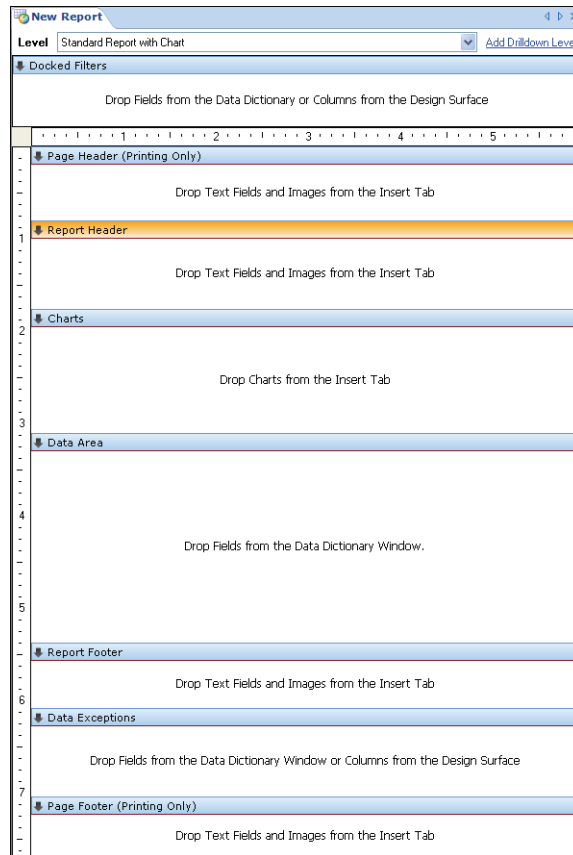 New Report
Level Standard Report with Chart Add Drilldown Leve
Docked Filters
Drop Fields from the Data Dictionary or Columns from the Design Surface
1 2 3 4 5
Page Header (Printing Only)
Drop Text Fields and Images from the Insert Tab
1
Report Header
Drop Text Fields and Images from the Insert Tab
Charts
2
Drop Charts from the Insert Tab
3
Data Area
4
Drop Fields from the Data Dictionary Window.
5
Report Footer
Drop Text Fields and Images from the Insert Tab
6
Data Exceptions
Drop Fields from the Data Dictionary Window or Columns from the Design Surface
7
Page Footer (Printing Only)
Drop Text Fields and Images from the Insert Tab